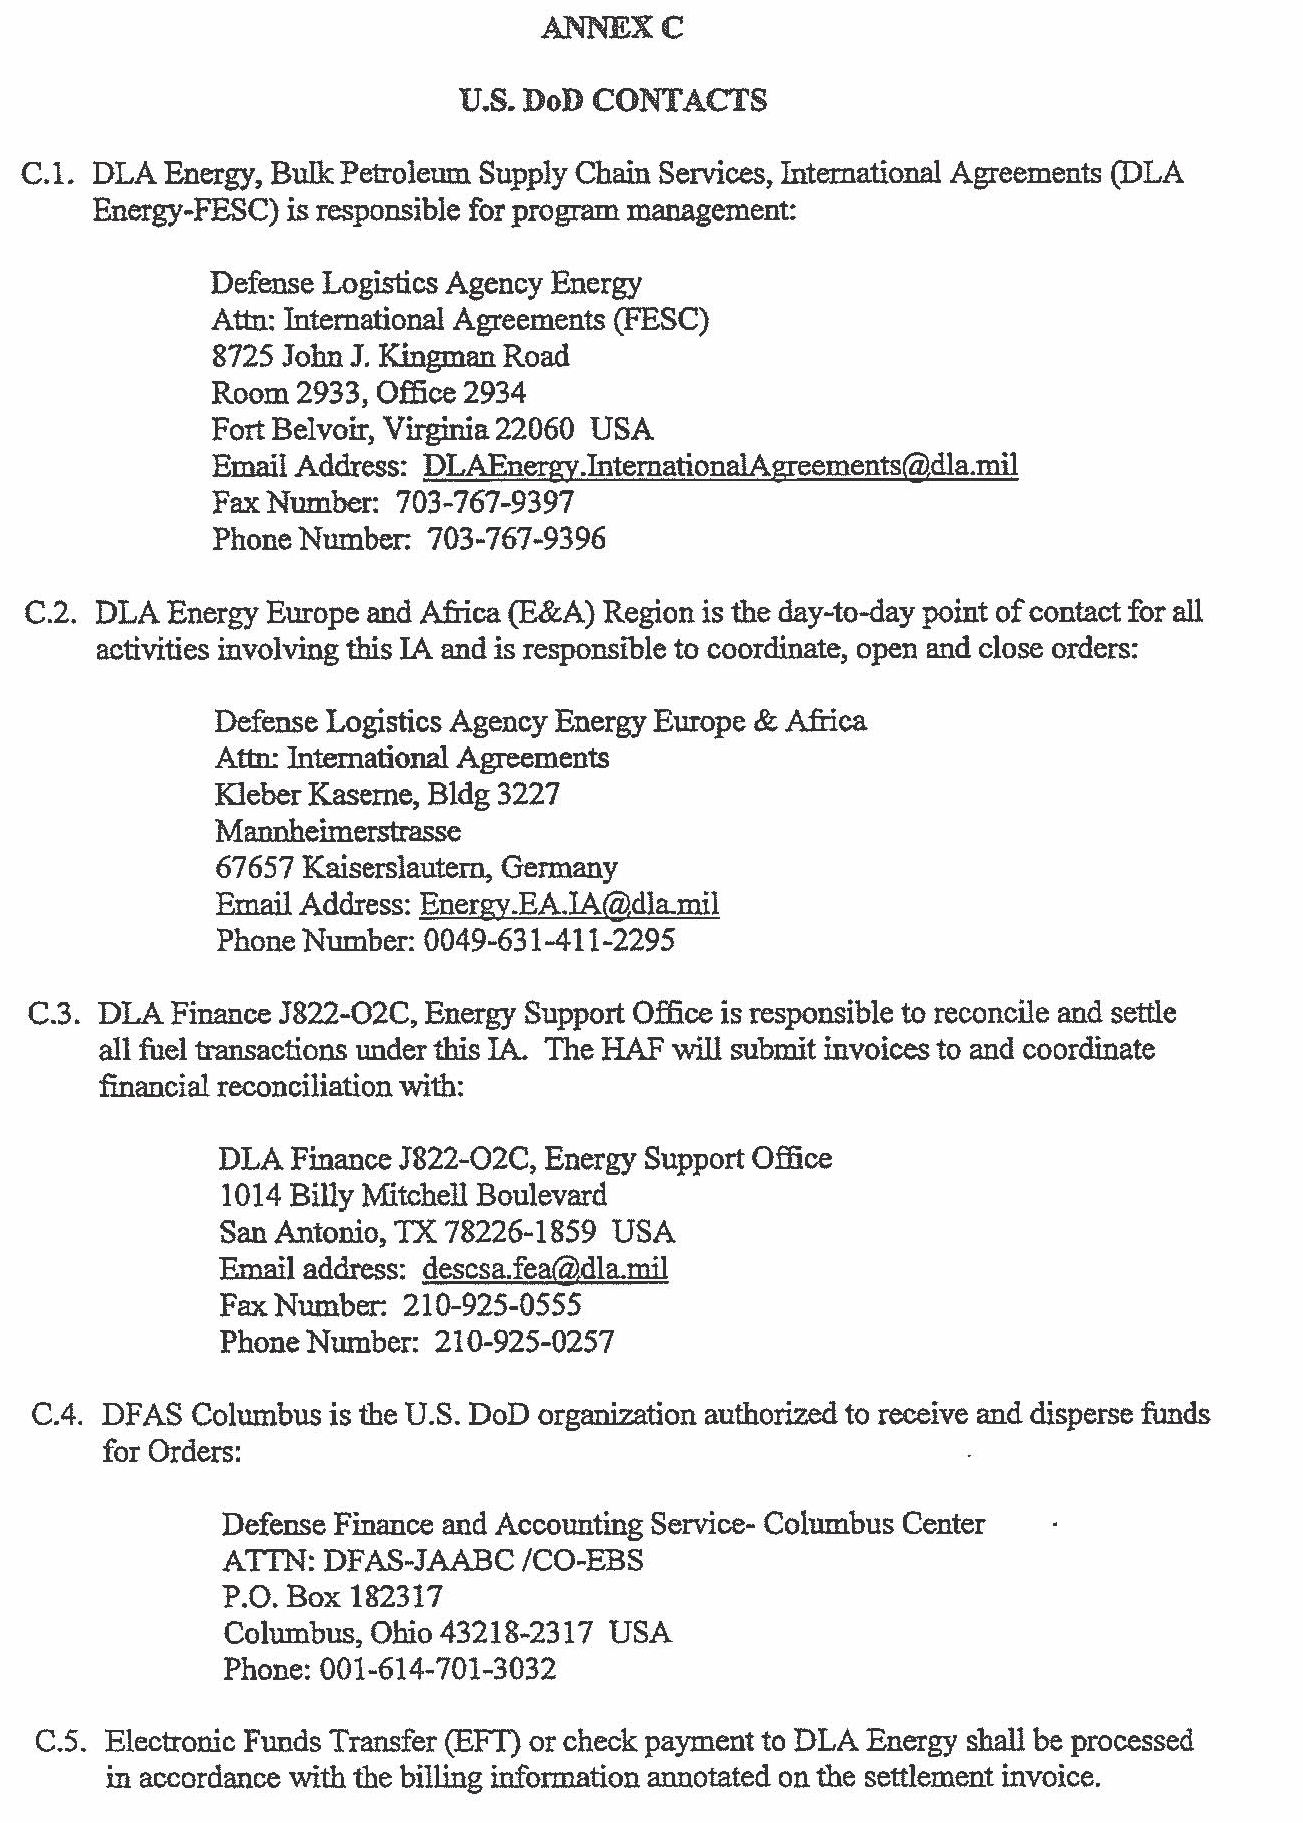 ANNEX C
U.S. DoD CONTACTS
C.1. DLA Energy, Bulk Petroleum Supply Chain Services, International Agreements (DLA
Energy-FESC) is responsible for program management:
Defense Logistics Agency Energy
Attn: International Agreements (FESC)
8725 John J. Kingman Road
Room 2933, Office 2934
Fort Belvoir, Virginia 22060 USA
Email Address: DLAEnergy.InternationalAgreements@dla.mil
Fax Number: 703-767-9397
Phone Number: 703-767-9396
C.2. DLA Energy Europe and Africa (E&A) Region is the day-to-day point of contact for all
activities involving this IA and is responsible to coordinate, open and close orders:
Defense Logistics Agency Energy Europe & Africa
Attn: International Agreements
Kleber Kaserne, Bldg 3227
Mannheimerstrasse
67657 Kaiserslautern, Germany
Email Address: Energy.EA.IA@dla.mil
Phone Number: 0049-631-411-2295
C.3. DLA Finance J822-O2C, Energy Support Office is responsible to reconcile and settle
all fuel transactions under this IA. The HAF will submit invoices to and coordinate
financial reconciliation with:
DLA Finance J822-O2C, Energy Support Office
1014 Billy Mitchell Boulevard
San Antonio, TX 78226-1859 USA
Email address: descsa.fea@dla.mil
Fax Number: 210-925-0555
Phone Number: 210-925-0257
C.4. DFAS Columbus is the U.S. DoD organization authorized to receive and disperse funds
for Orders:
Defense Finance and Accounting Service- Columbus Center
ATTN: DFAS-JAABC /CO-EBS
P.O. Box 182317
Columbus, Ohio 43218-2317 USA
Phone: 001-614-701-3032
C.5. Electronic Funds Transfer (EFT) or check payment to DLA Energy shall be processed
in accordance with the billing information annotated on the settlement invoice.